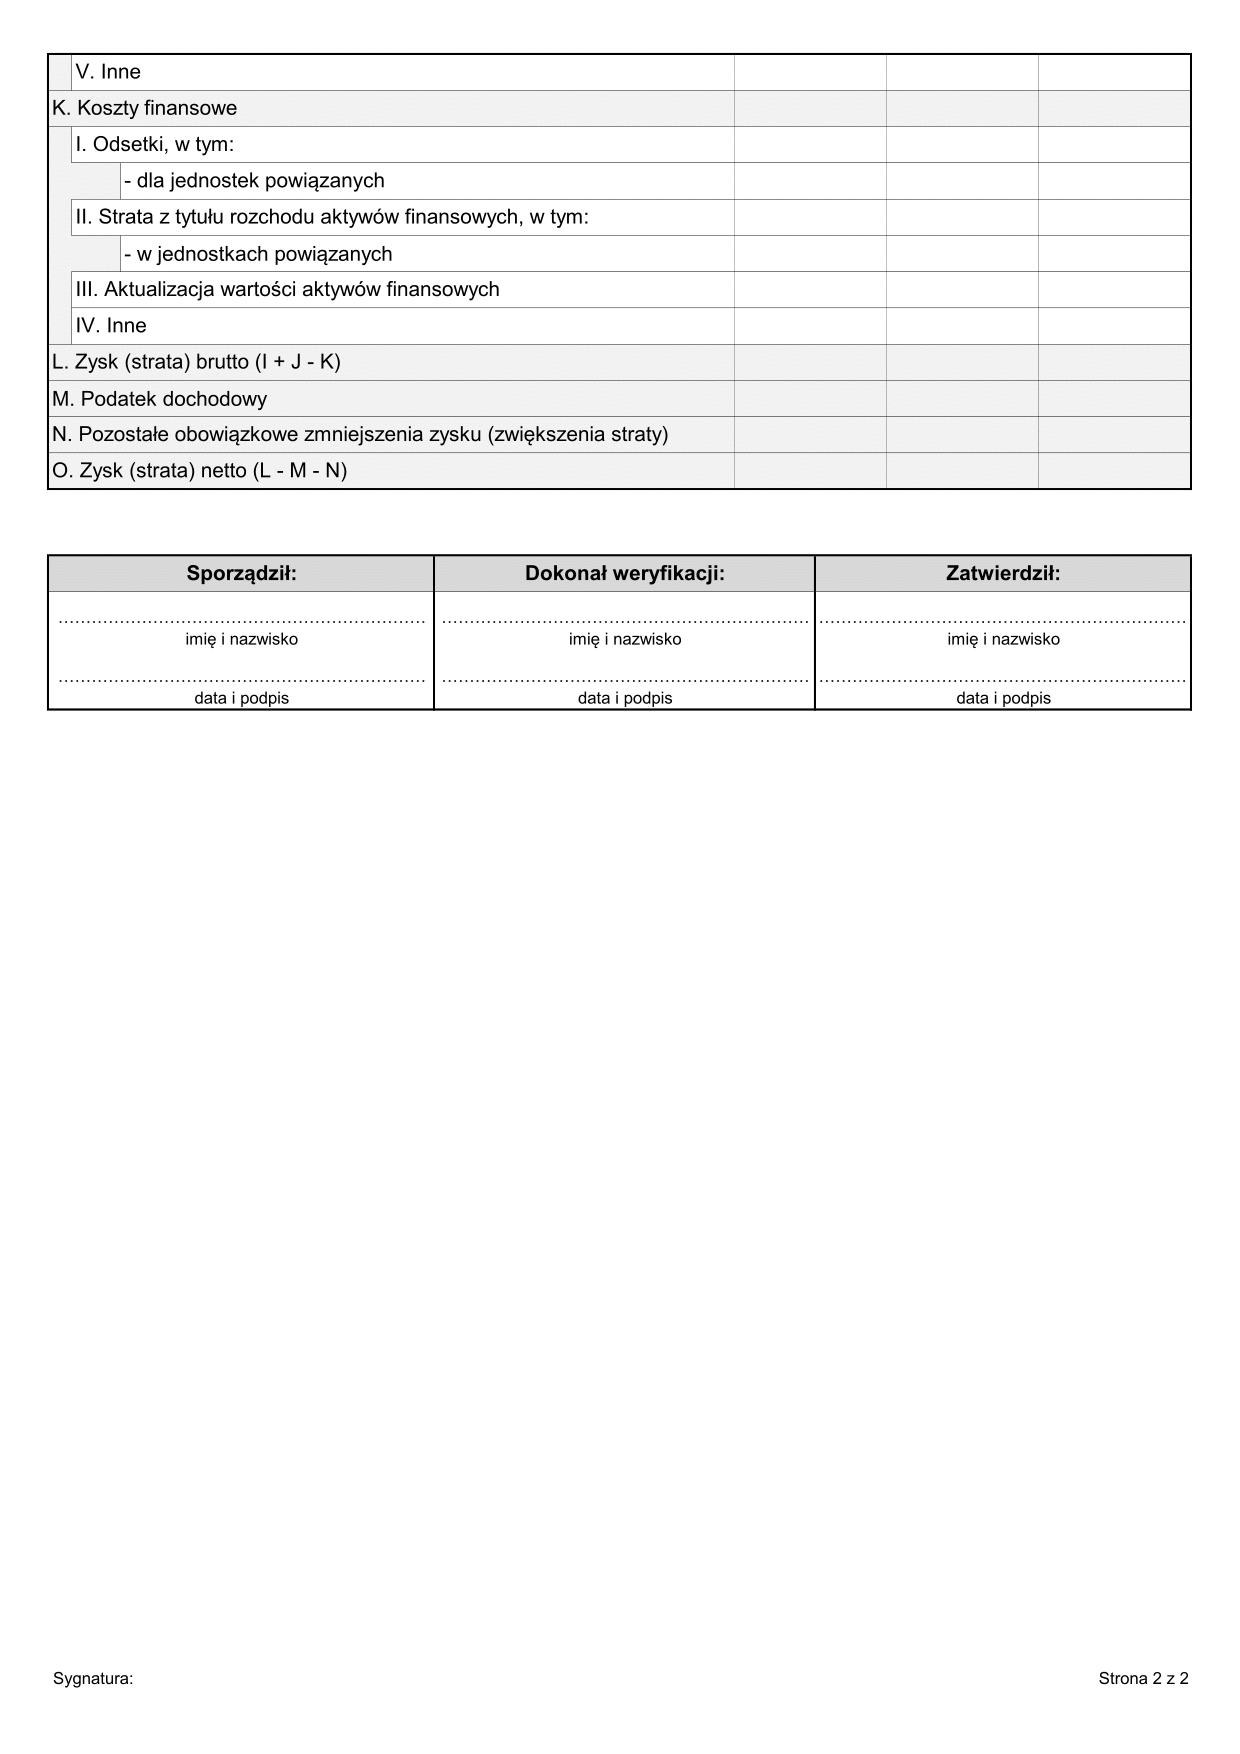 V. Inne
K. Koszty finansowe
I. Odsetki, w tym:
- dla jednostek powiązanych
II. Strata z tytułu rozchodu aktywów finansowych, w tym:
- w jednostkach powiązanych
III. Aktualizacja wartości aktywów finansowych
IV. Inne
L. Zysk (strata) brutto (I + J - K)
M. Podatek dochodowy
N. Pozostałe obowiązkowe zmniejszenia zysku (zwiększenia straty)
O. Zysk (strata) netto (L - M - N)
Sporządził: Dokonał weryfikacji: Zatwierdził:
imię i nazwisko imię i nazwisko imię i nazwisko
data i podpis data i podpis data i podpis
Sygnatura: Strona 2 z 2